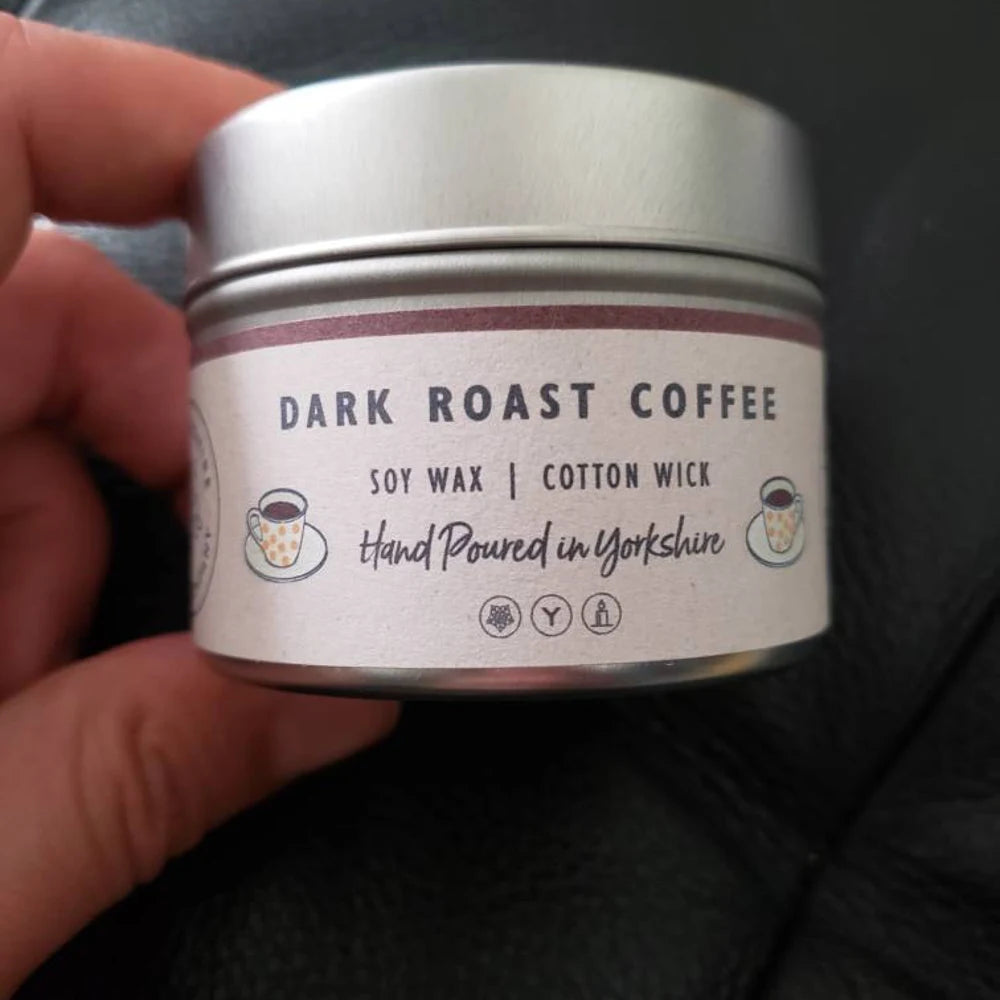 DARK ROAST COFFEE
SOY WAX | COTTON WICK
Hand Poured in Yorkshire
Y